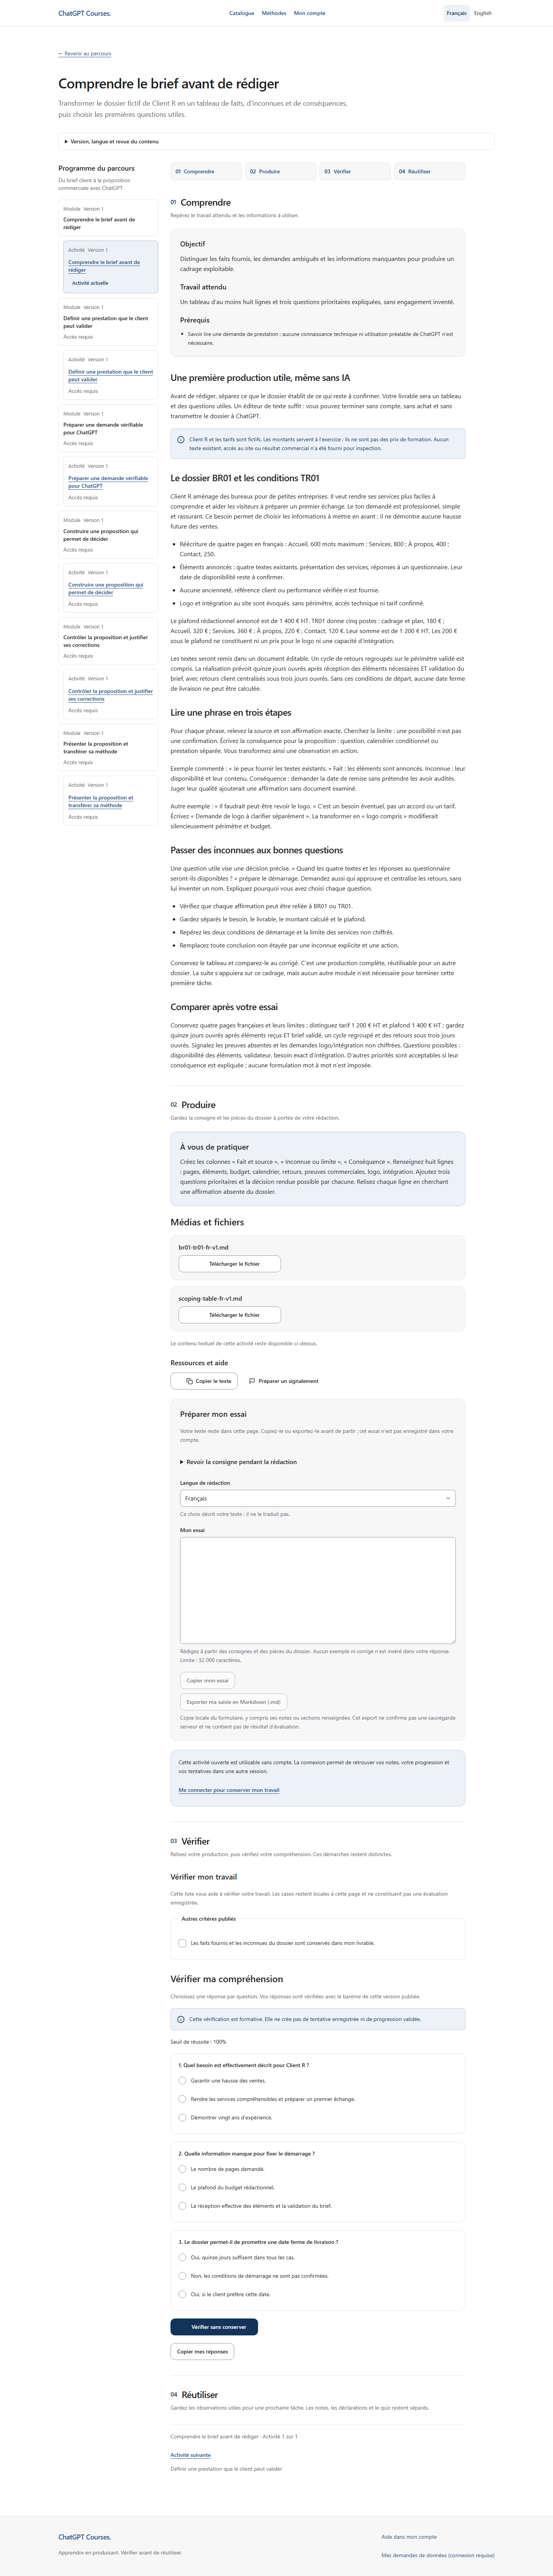 ChatGPT Courses.
Catalogue Méthodes Mon compte
Français English
← Revenir au parcours
Comprendre le brief avant de rédiger
Transformer le dossier fictif de Client R en un tableau de faits, d’inconnues et de conséquences,
puis choisir les premières questions utiles.
▶ Version, langue et revue du contenu
Programme du parcours
Du brief client à la proposition
commerciale avec ChatGPT
Module Version 1
Comprendre le brief avant de
rédiger
Activité Version 1
Comprendre le brief avant de
rédiger
Activité actuelle
Module Version 1
Définir une prestation que le client
peut valider
Accès requis
Activité Version 1
Définir une prestation que le client
peut valider
Accès requis
Module Version 1
Préparer une demande vérifiable
pour ChatGPT
Accès requis
Activité Version 1
Préparer une demande vérifiable
pour ChatGPT
Accès requis
Module Version 1
Construire une proposition qui
permet de décider
Accès requis
Activité Version 1
Construire une proposition qui
permet de décider
Accès requis
Module Version 1
Contrôler la proposition et justifier
ses corrections
Accès requis
Activité Version 1
Contrôler la proposition et justifier
ses corrections
Accès requis
Module Version 1
Présenter la proposition et
transférer sa méthode
Accès requis
Activité Version 1
Présenter la proposition et
transférer sa méthode
Accès requis
01 Comprendre
02 Produire
03 Vérifier
04 Réutiliser
01 Comprendre
Repérez le travail attendu et les informations à utiliser.
Objectif
Distinguer les faits fournis, les demandes ambiguës et les informations manquantes pour produire un
cadrage exploitable.
Travail attendu
Un tableau d’au moins huit lignes et trois questions prioritaires expliquées, sans engagement inventé.
Prérequis
• Savoir lire une demande de prestation ; aucune connaissance technique ni utilisation préalable de ChatGPT n’est
nécessaire.
Une première production utile, même sans IA
Avant de rédiger, séparez ce que le dossier établit de ce qui reste à confirmer. Votre livrable sera un tableau
et des questions utiles. Un éditeur de texte suffit : vous pouvez terminer sans compte, sans achat et sans
transmettre le dossier à ChatGPT.
Client R et les tarifs sont fictifs. Les montants servent à l’exercice ; ils ne sont pas des prix de formation. Aucun
texte existant, accès au site ou résultat commercial n’a été fourni pour inspection.
Le dossier BR01 et les conditions TR01
Client R aménage des bureaux pour de petites entreprises. Il veut rendre ses services plus faciles à
comprendre et aider les visiteurs à préparer un premier échange. Le ton demandé est professionnel, simple
et rassurant. Ce besoin permet de choisir les informations à mettre en avant ; il ne démontre aucune hausse
future des ventes.
• Réécriture de quatre pages en français : Accueil, 600 mots maximum ; Services, 800 ; À propos, 400 ;
Contact, 250.
• Éléments annoncés : quatre textes existants, présentation des services, réponses à un questionnaire. Leur
date de disponibilité reste à confirmer.
• Aucune ancienneté, référence client ou performance vérifiée n’est fournie.
• Logo et intégration au site sont évoqués, sans périmètre, accès technique ni tarif confirmé.
Le plafond rédactionnel annoncé est de 1 400 € HT. TR01 donne cinq postes : cadrage et plan, 180 € ;
Accueil, 320 € ; Services, 360 € ; À propos, 220 € ; Contact, 120 €. Leur somme est de 1 200 € HT. Les 200 €
sous le plafond ne constituent ni un prix pour le logo ni une capacité d’intégration.
Les textes seront remis dans un document éditable. Un cycle de retours regroupés sur le périmètre validé est
compris. La réalisation prévoit quinze jours ouvrés après réception des éléments nécessaires ET validation du
brief, avec retours client centralisés sous trois jours ouvrés. Sans ces conditions de départ, aucune date ferme
de livraison ne peut être calculée.
Lire une phrase en trois étapes
Pour chaque phrase, relevez la source et son affirmation exacte. Cherchez la limite : une possibilité n’est pas
une confirmation. Écrivez la conséquence pour la proposition : question, calendrier conditionnel ou
prestation séparée. Vous transformez ainsi une observation en action.
Exemple commenté : « Je peux fournir les textes existants. » Fait : les éléments sont annoncés. Inconnue : leur
disponibilité et leur contenu. Conséquence : demander la date de remise sans prétendre les avoir audités.
Juger leur qualité ajouterait une affirmation sans document examiné.
Autre exemple : « Il faudrait peut-être revoir le logo. » C’est un besoin éventuel, pas un accord ou un tarif.
Écrivez « Demande de logo à clarifier séparément ». La transformer en « logo compris » modifierait
silencieusement périmètre et budget.
Passer des inconnues aux bonnes questions
Une question utile vise une décision précise. « Quand les quatre textes et les réponses au questionnaire
seront-ils disponibles ? » prépare le démarrage. Demandez aussi qui approuve et centralise les retours, sans
lui inventer un nom. Expliquez pourquoi vous avez choisi chaque question.
• Vérifiez que chaque affirmation peut être reliée à BR01 ou TR01.
• Gardez séparés le besoin, le livrable, le montant calculé et le plafond.
• Repérez les deux conditions de démarrage et la limite des services non chiffrés.
• Remplacez toute conclusion non étayée par une inconnue explicite et une action.
Conservez le tableau et comparez-le au corrigé. C’est une production complète, réutilisable pour un autre
dossier. La suite s’appuiera sur ce cadrage, mais aucun autre module n’est nécessaire pour terminer cette
première tâche.
Comparer après votre essai
Conservez quatre pages françaises et leurs limites ; distinguez tarif 1 200 € HT et plafond 1 400 € HT ; gardez
quinze jours ouvrés après éléments reçus ET brief validé, un cycle regroupé et des retours sous trois jours
ouvrés. Signalez les preuves absentes et les demandes logo/intégration non chiffrées. Questions possibles :
disponibilité des éléments, validateur, besoin exact d’intégration. D’autres priorités sont acceptables si leur
conséquence est expliquée ; aucune formulation mot à mot n’est imposée.
02 Produire
Gardez la consigne et les pièces du dossier à portée de votre rédaction.
À vous de pratiquer
Créez les colonnes « Fait et source », « Inconnue ou limite », « Conséquence ». Renseignez huit lignes
: pages, éléments, budget, calendrier, retours, preuves commerciales, logo, intégration. Ajoutez trois
questions prioritaires et la décision rendue possible par chacune. Relisez chaque ligne en cherchant
une affirmation absente du dossier.
Médias et fichiers
br01-tr01-fr-v1.md
Télécharger le fichier
scoping-table-fr-v1.md
Télécharger le fichier
Le contenu textuel de cette activité reste disponible ci-dessus.
Ressources et aide
Copier le texte
Préparer un signalement
Préparer mon essai
Votre texte reste dans cette page. Copiez-le ou exportez-le avant de partir ; cet essai n’est pas enregistré dans votre
compte.
▶ Revoir la consigne pendant la rédaction
Langue de rédaction
Français
Ce choix décrit votre texte : il ne le traduit pas.
Mon essai
Rédigez à partir des consignes et des pièces du dossier. Aucun exemple ni corrigé n’est inséré dans votre réponse.
Limite : 32 000 caractères.
Copier mon essai
Exporter ma saisie en Markdown (.md)
Copie locale du formulaire, y compris ses notes ou sections renseignées. Cet export ne confirme pas une sauvegarde
serveur et ne contient pas de résultat d’évaluation.
Cette activité ouverte est utilisable sans compte. La connexion permet de retrouver vos notes, votre progression et
vos tentatives dans une autre session.
Me connecter pour conserver mon travail
03 Vérifier
Relisez votre production, puis vérifiez votre compréhension. Ces démarches restent distinctes.
Vérifier mon travail
Cette liste vous aide à vérifier votre travail. Les cases restent locales à cette page et ne constituent pas une évaluation
enregistrée.
Autres critères publiés
Les faits fournis et les inconnues du dossier sont conservés dans mon livrable.
Vérifier ma compréhension
Choisissez une réponse par question. Vos réponses sont vérifiées avec le barème de cette version publiée.
Cette vérification est formative. Elle ne crée pas de tentative enregistrée ni de progression validée.
Seuil de réussite : 100%
1. Quel besoin est effectivement décrit pour Client R ?
Garantir une hausse des ventes.
Rendre les services compréhensibles et préparer un premier échange.
Démontrer vingt ans d’expérience.
2. Quelle information manque pour fixer le démarrage ?
Le nombre de pages demandé.
Le plafond du budget rédactionnel.
La réception effective des éléments et la validation du brief.
3. Le dossier permet-il de promettre une date ferme de livraison ?
Oui, quinze jours suffisent dans tous les cas.
Non, les conditions de démarrage ne sont pas confirmées.
Oui, si le client préfère cette date.
Vérifier sans conserver
Copier mes réponses
04 Réutiliser
Gardez les observations utiles pour une prochaine tâche. Les notes, les déclarations et le quiz restent séparés.
Comprendre le brief avant de rédiger · Activité 1 sur 1
Activité suivante
Définir une prestation que le client peut valider
ChatGPT Courses.
Apprendre en produisant. Vérifier avant de réutiliser.
Aide dans mon compte
Mes demandes de données (connexion requise)